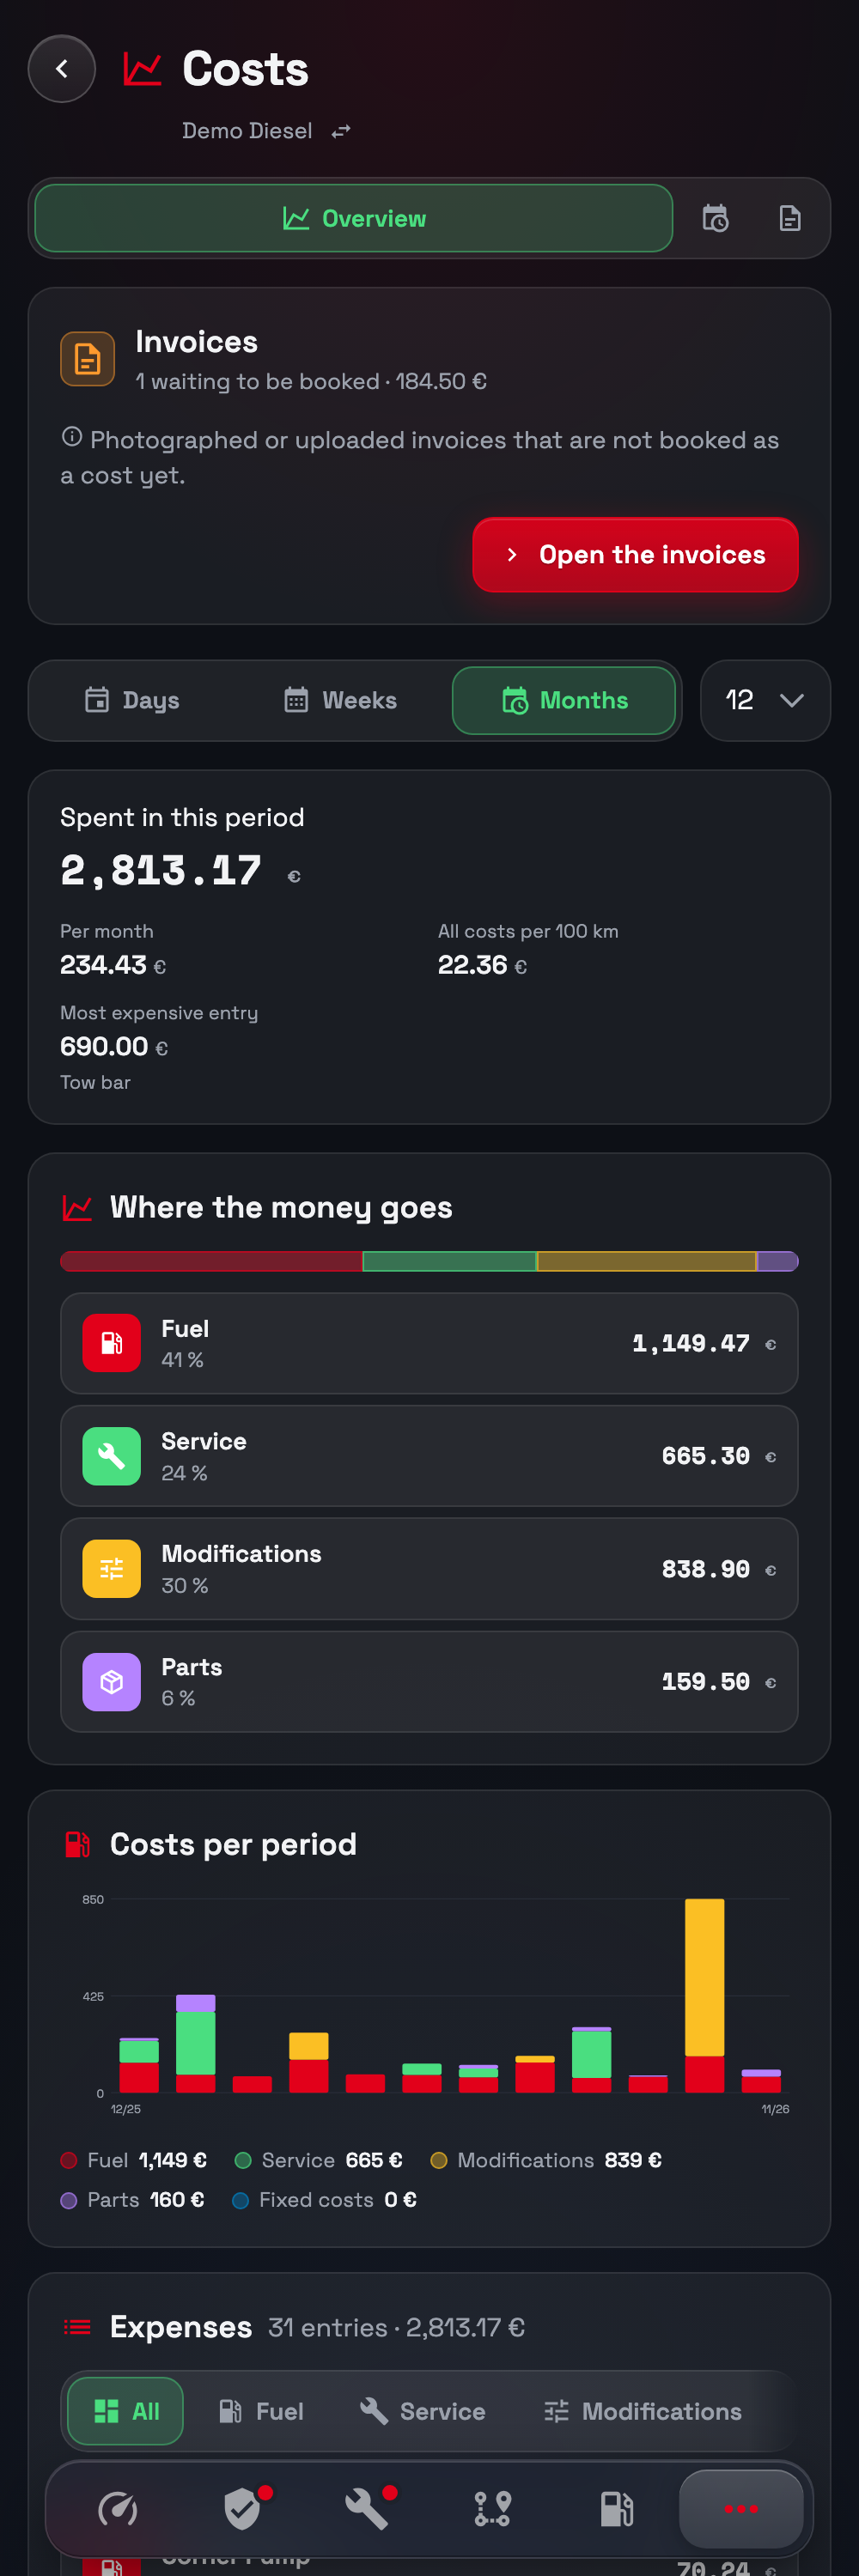 Costs
Demo Diesel
Overview
Invoices
1 waiting to be booked · 184.50 €
Photographed or uploaded invoices that are not booked as
a cost yet.
Open the invoices
Days
Weeks
Months
12
Spent in this period
2,813.17 €
Per month
234.43 €
All costs per 100 km
22.36 €
Most expensive entry
690.00 €
Tow bar
Where the money goes
Fuel
41 %
1,149.47 €
Service
24 %
665.30 €
Modifications
30 %
838.90 €
Parts
6 %
159.50 €
Costs per period
850
425
0
12/25
11/26
Fuel 1,149 €
Service 665 €
Modifications 839 €
Parts 160 €
Fixed costs 0 €
Expenses 31 entries · 2,813.17 €
All
Fuel
Service
Modifications
Corner Pump
70.24 €